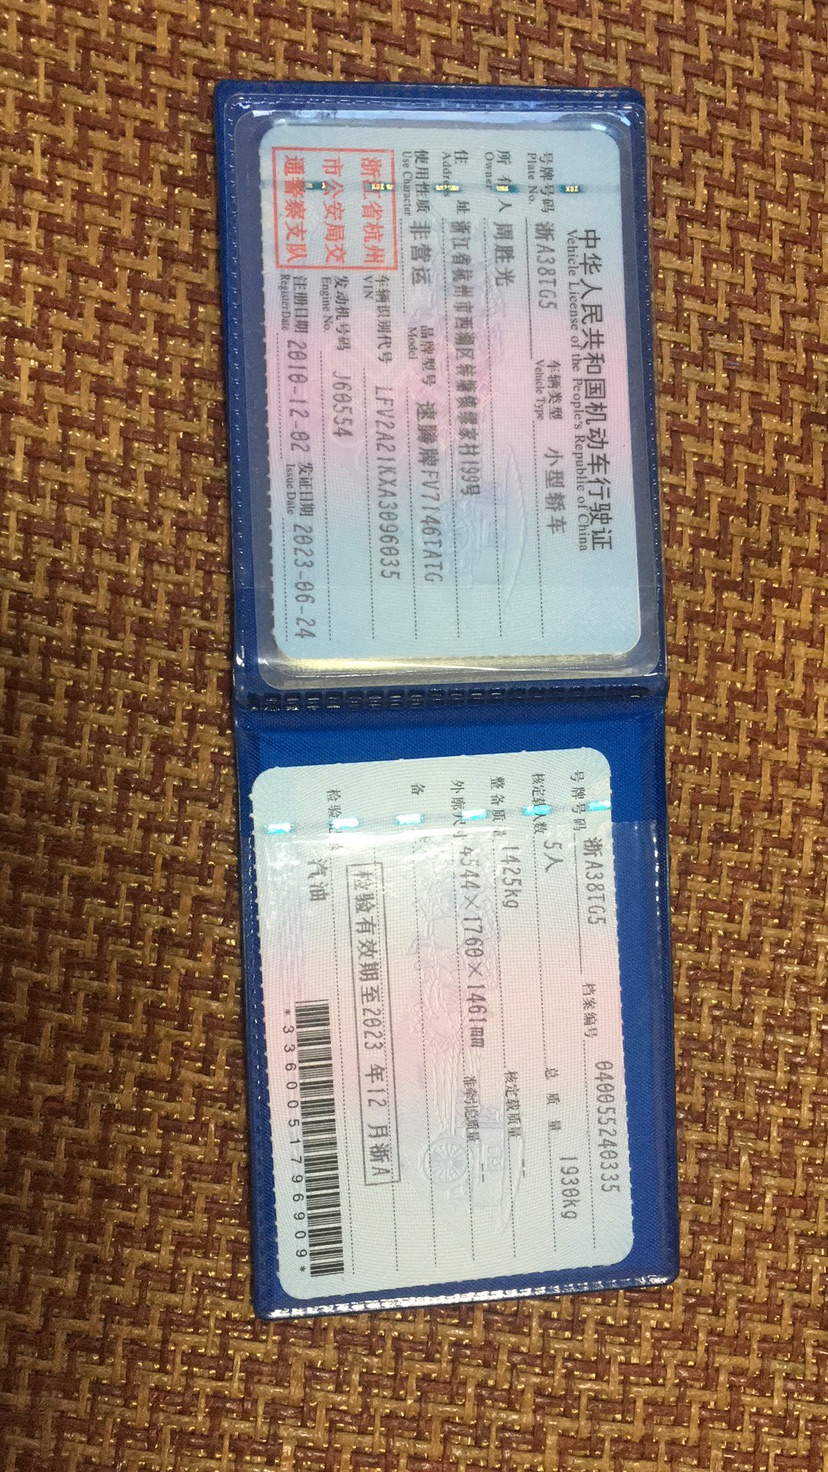 中华人民共和国机动车行驶证
Vehicle License of the People's Republic of China
号牌号码 浙A38TG5 车辆类型 小型轿车
Plate No. Vehicle Type
所有人 周胜光
Owner
住址 浙江省杭州市西湖区转塘镇缪家村199号
Address
使用性质 非营运 品牌型号 速腾牌FV7146TATG
Use Character Model
浙江省杭州
市公安局交
通警察支队
车辆识别代号 LFV2A21KXA3096035
VIN
发动机号码 J60554
Engine No.
注册日期 2010-12-02 发证日期 2023-06-24
Register Date Issue Date
号牌号码 浙A38TG5 档案编号 040055240335
核定载人数 5人 总质量 1930kg
整备质量 1425kg 核定载质量 --
外廓尺寸 4544×1760×1461mm 准牵引总质量 --
备
检验有效期至2023年12月浙A
检验记录 汽油
*3360051796909*